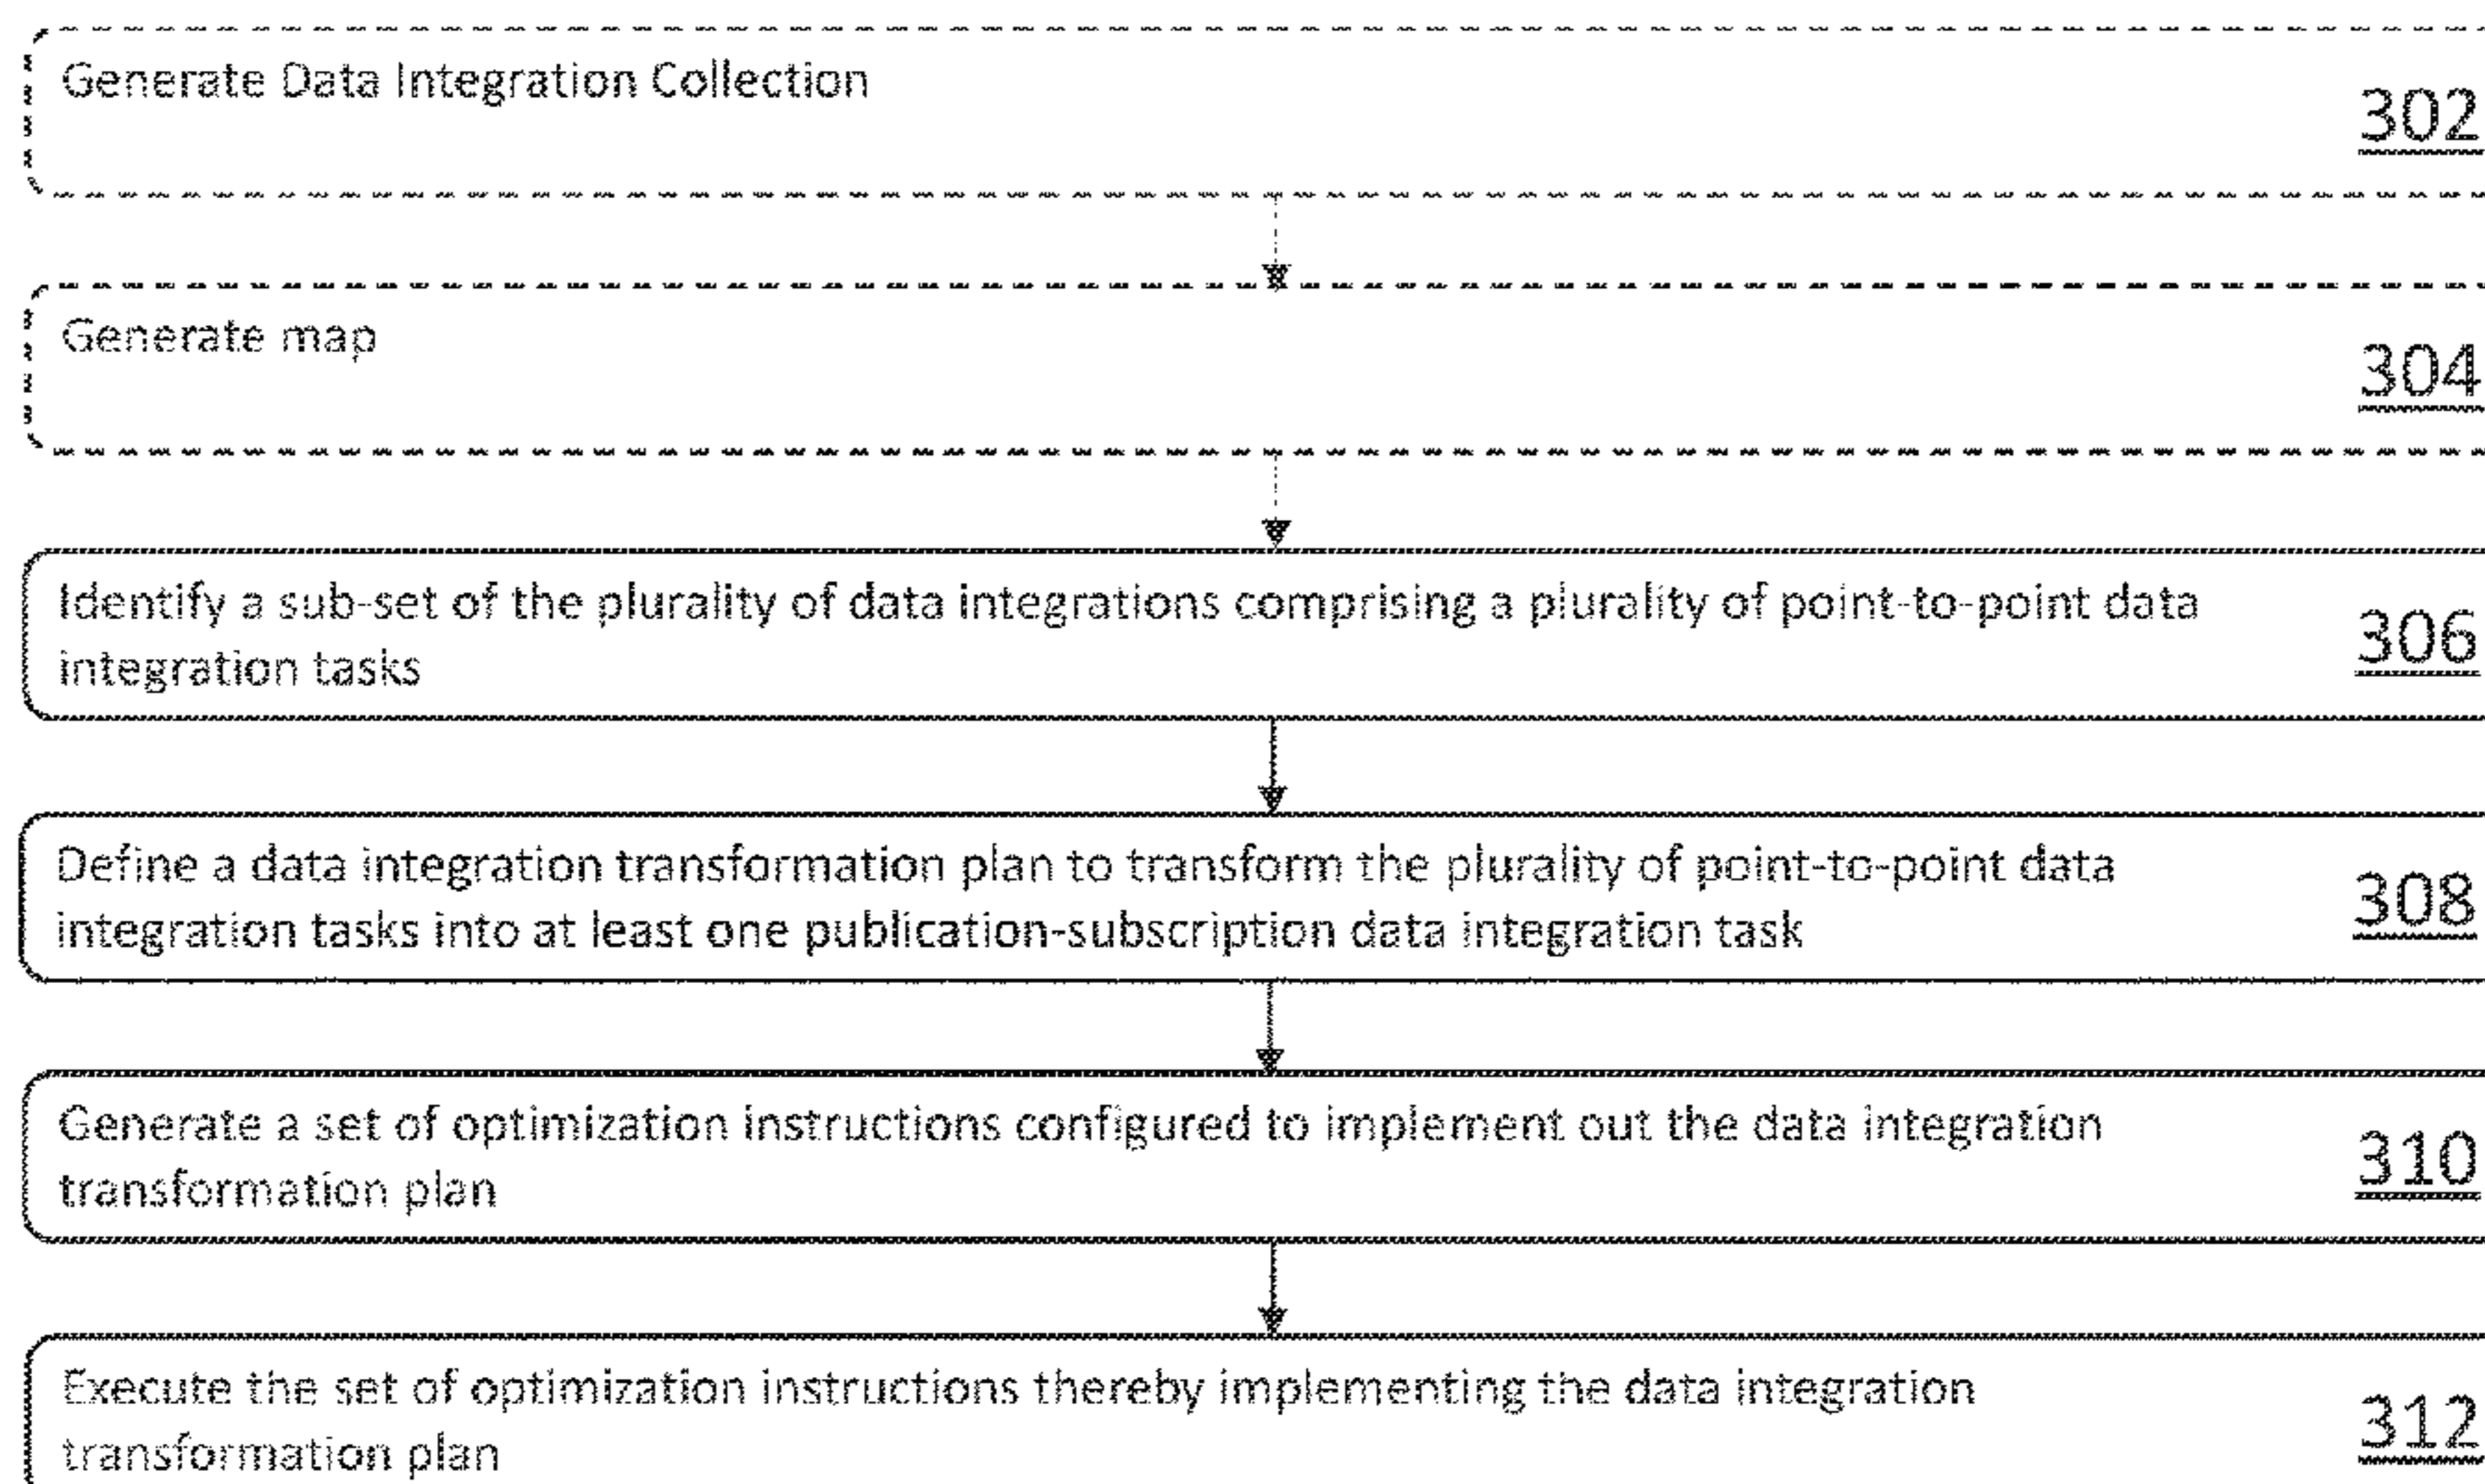 Generate Data Integration Collection
302
Generate map
304
Identify a sub-set of the plurality of data integrations comprising a plurality of point-to-point data
integration tasks
306
Define a data integration transformation plan to transform the plurality of point-to-point data
integration tasks into at least one publication-subscription data integration task
308
Generate a set of optimization instructions configured to implement out the data integration
transformation plan
310
Execute the set of optimization instructions thereby implementing the data integration
transformation plan
312